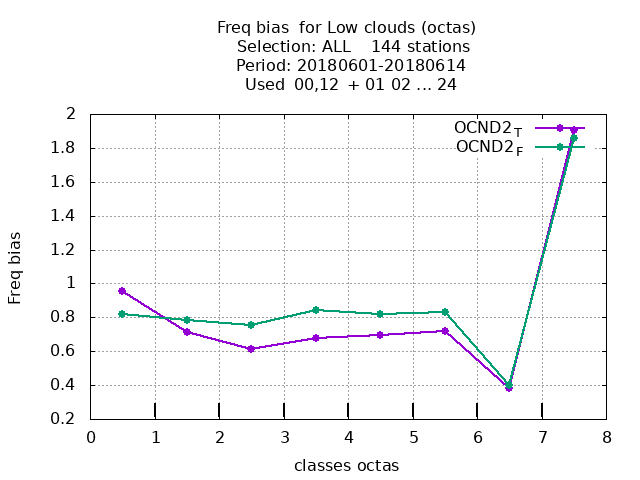 Freq bias  for Low clouds (octas)
Selection: ALL    144 stations
Period: 20180601-20180614
Used  00,12  + 01 02 ... 24
OCND2T
OCND2F
2
1.8
1.6
1.4
1.2
1
0.8
0.6
0.4
0.2
Freq bias
0 1 2 3 4 5 6 7 8
classes octas